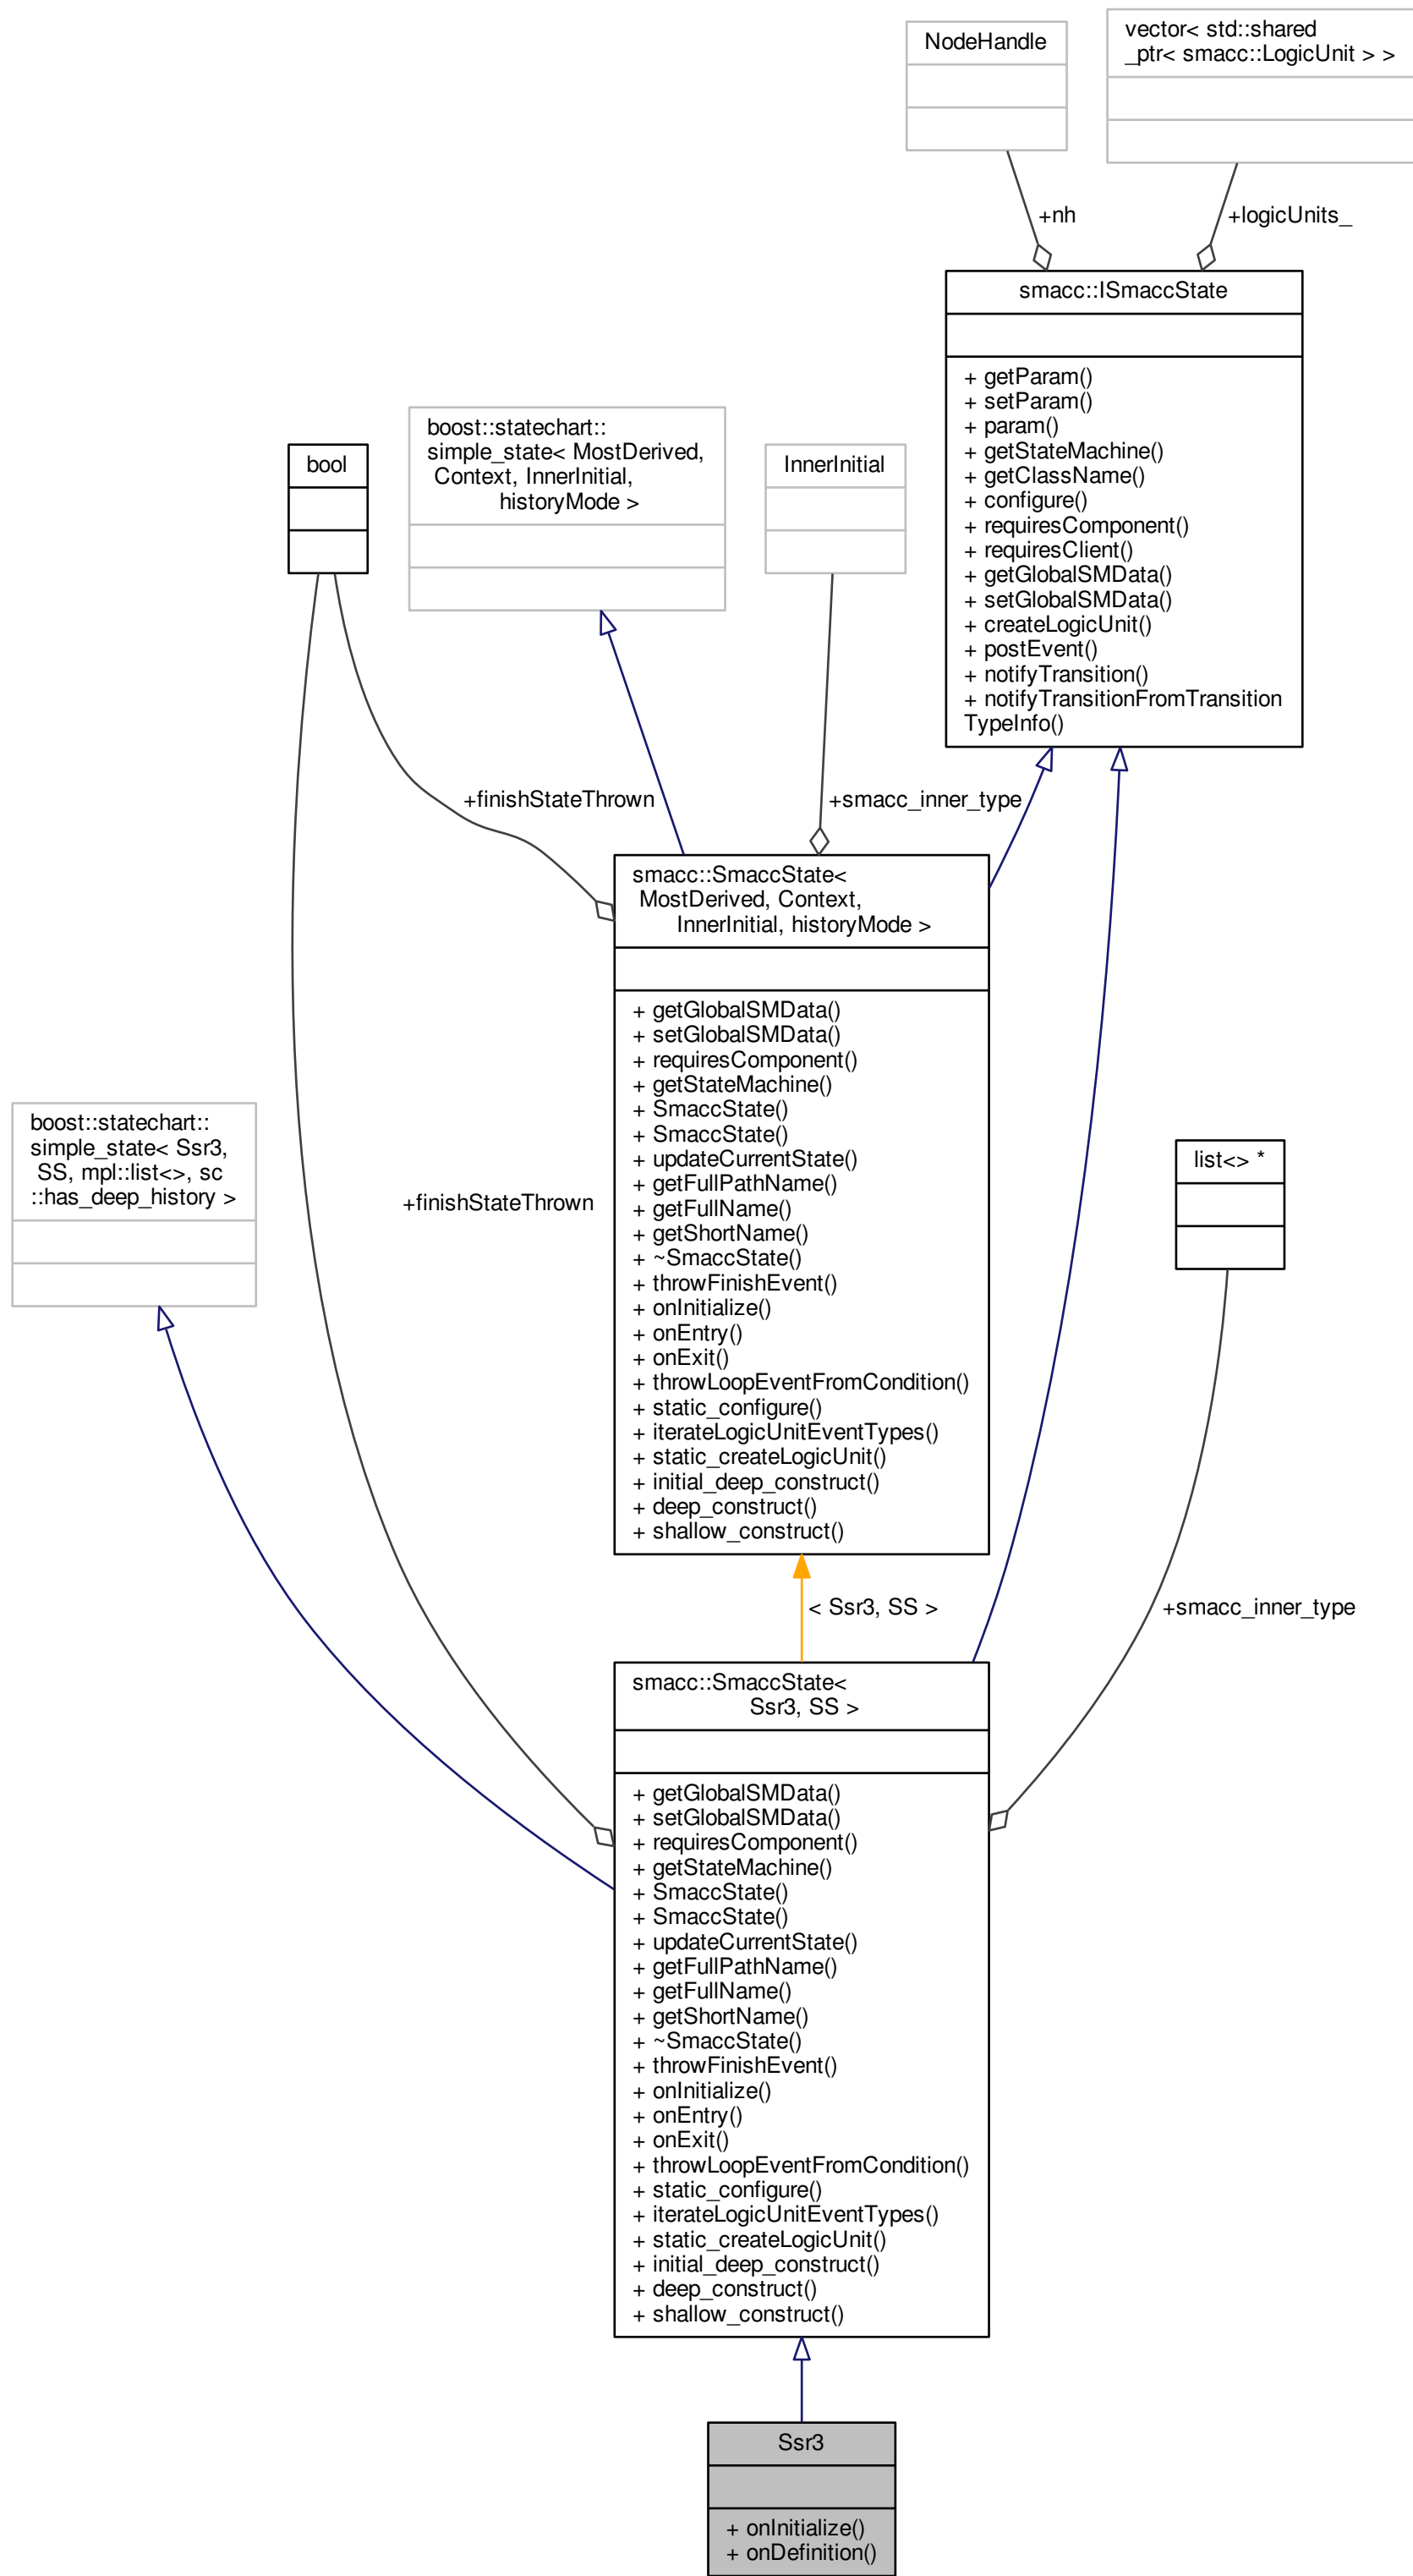 NodeHandle
vector< std::shared
_ptr< smacc::LogicUnit > >
+nh
+logicUnits_
smacc::ISmaccState
+ getParam()
+ setParam()
+ param()
+ getStateMachine()
+ getClassName()
+ configure()
+ requiresComponent()
+ requiresClient()
+ getGlobalSMData()
+ setGlobalSMData()
+ createLogicUnit()
+ postEvent()
+ notifyTransition()
+ notifyTransitionFromTransition
TypeInfo()
bool
boost::statechart::
simple_state< MostDerived,
Context, InnerInitial,
historyMode >
InnerInitial
+finishStateThrown
+smacc_inner_type
smacc::SmaccState<
MostDerived, Context,
InnerInitial, historyMode >
+ getGlobalSMData()
+ setGlobalSMData()
+ requiresComponent()
+ getStateMachine()
+ SmaccState()
+ SmaccState()
+ updateCurrentState()
+ getFullPathName()
+ getFullName()
+ getShortName()
+ ~SmaccState()
+ throwFinishEvent()
+ onInitialize()
+ onEntry()
+ onExit()
+ throwLoopEventFromCondition()
+ static_configure()
+ iterateLogicUnitEventTypes()
+ static_createLogicUnit()
+ initial_deep_construct()
+ deep_construct()
+ shallow_construct()
boost::statechart::
simple_state< Ssr3,
SS, mpl::list<>, sc
::has_deep_history >
+finishStateThrown
list<> *
< Ssr3, SS >
+smacc_inner_type
smacc::SmaccState<
Ssr3, SS >
+ getGlobalSMData()
+ setGlobalSMData()
+ requiresComponent()
+ getStateMachine()
+ SmaccState()
+ SmaccState()
+ updateCurrentState()
+ getFullPathName()
+ getFullName()
+ getShortName()
+ ~SmaccState()
+ throwFinishEvent()
+ onInitialize()
+ onEntry()
+ onExit()
+ throwLoopEventFromCondition()
+ static_configure()
+ iterateLogicUnitEventTypes()
+ static_createLogicUnit()
+ initial_deep_construct()
+ deep_construct()
+ shallow_construct()
Ssr3
+ onInitialize()
+ onDefinition()